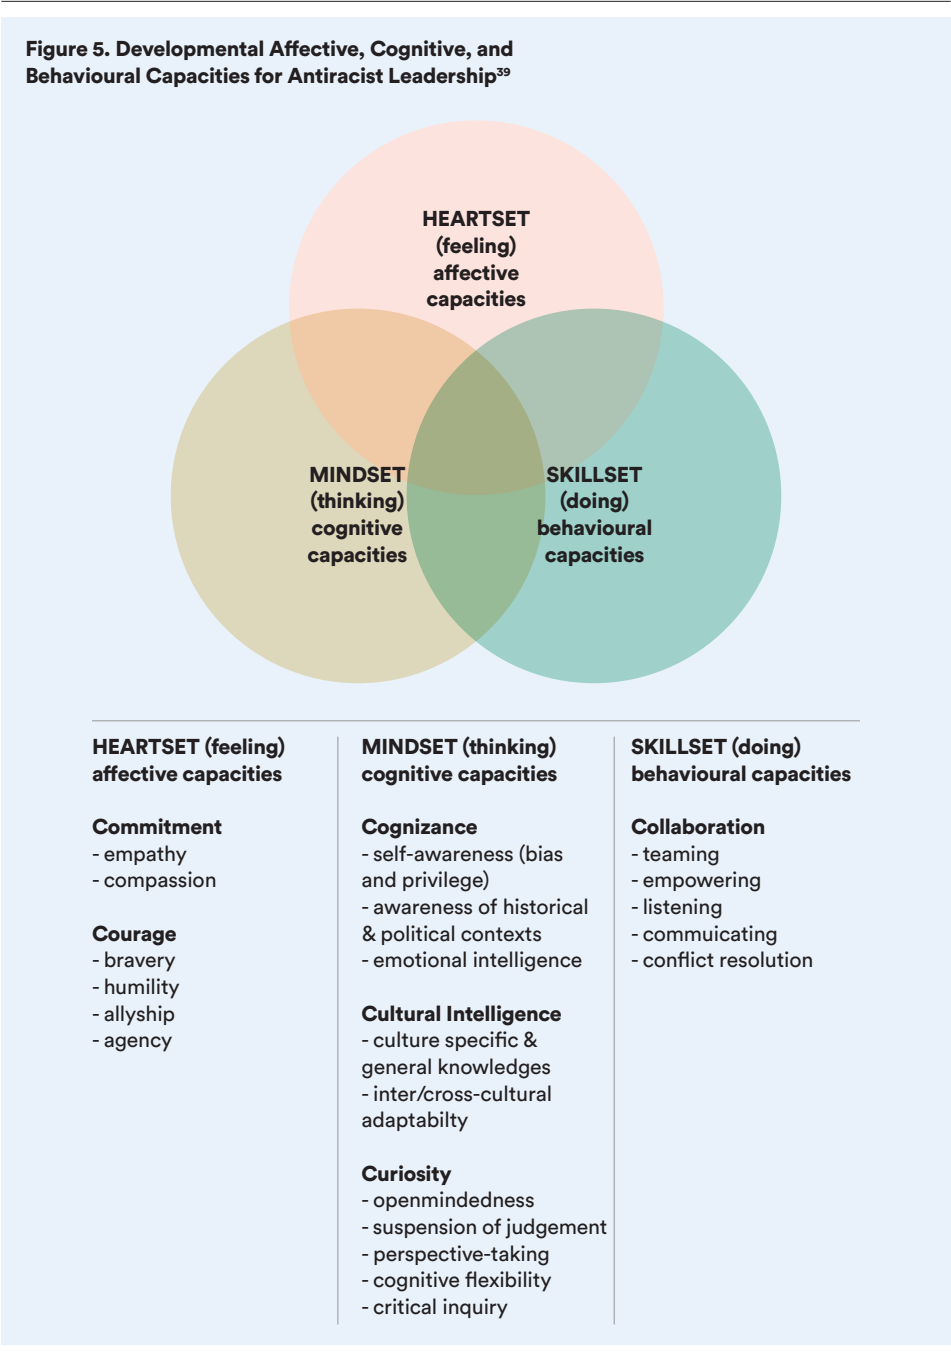 Figure 5. Developmental Affective, Cognitive, and
Behavioural Capacities for Antiracist Leadership³⁹
HEARTSET
(feeling)
affective
capacities
MINDSET
(thinking)
cognitive
capacities
SKILLSET
(doing)
behavioural
capacities
HEARTSET (feeling)
affective capacities
Commitment
- empathy
- compassion
Courage
- bravery
- humility
- allyship
- agency
MINDSET (thinking)
cognitive capacities
Cognizance
- self-awareness (bias
and privilege)
- awareness of historical
& political contexts
- emotional intelligence
Cultural Intelligence
- culture specific &
general knowledges
- inter/cross-cultural
adaptabilty
Curiosity
- openmindedness
- suspension of judgement
- perspective-taking
- cognitive flexibility
- critical inquiry
SKILLSET (doing)
behavioural capacities
Collaboration
- teaming
- empowering
- listening
- commuicating
- conflict resolution